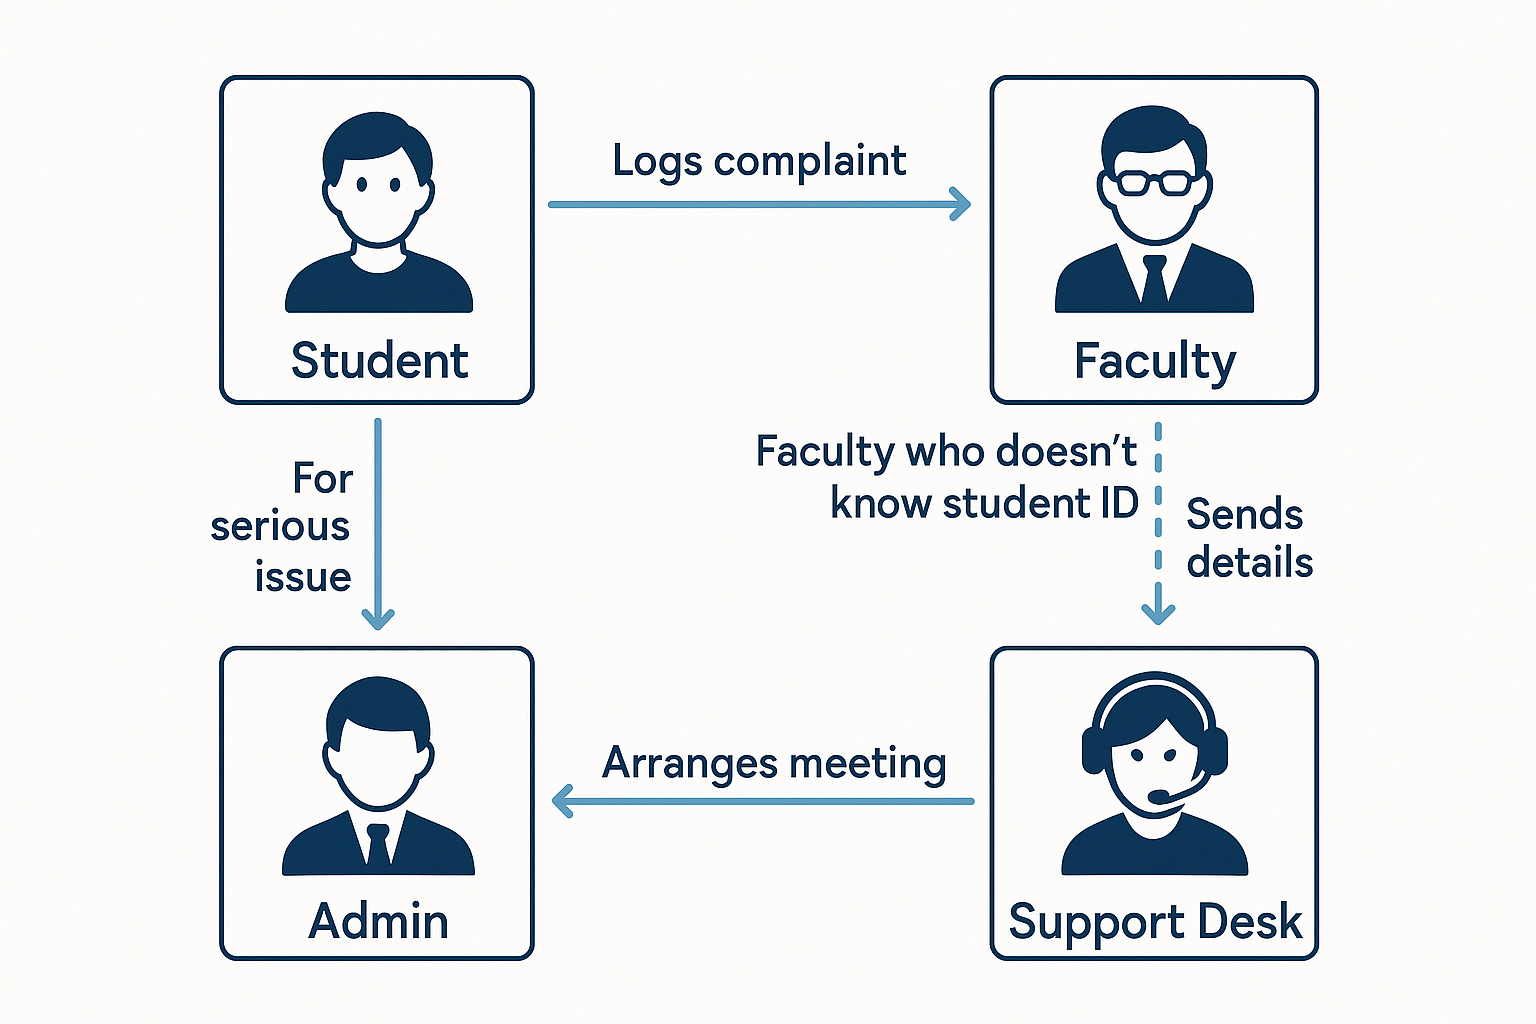 Logs complaint
Student
Faculty
For
serious
issue
Faculty who doesn’t
know student ID
Sends
details
Arranges meeting
Admin
Support Desk